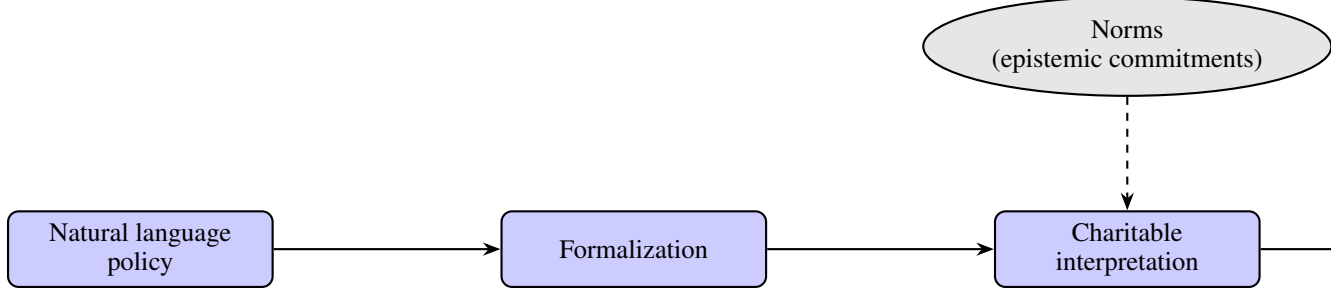 Norms
(epistemic commitments)
Natural language
policy
Formalization
Charitable
interpretation